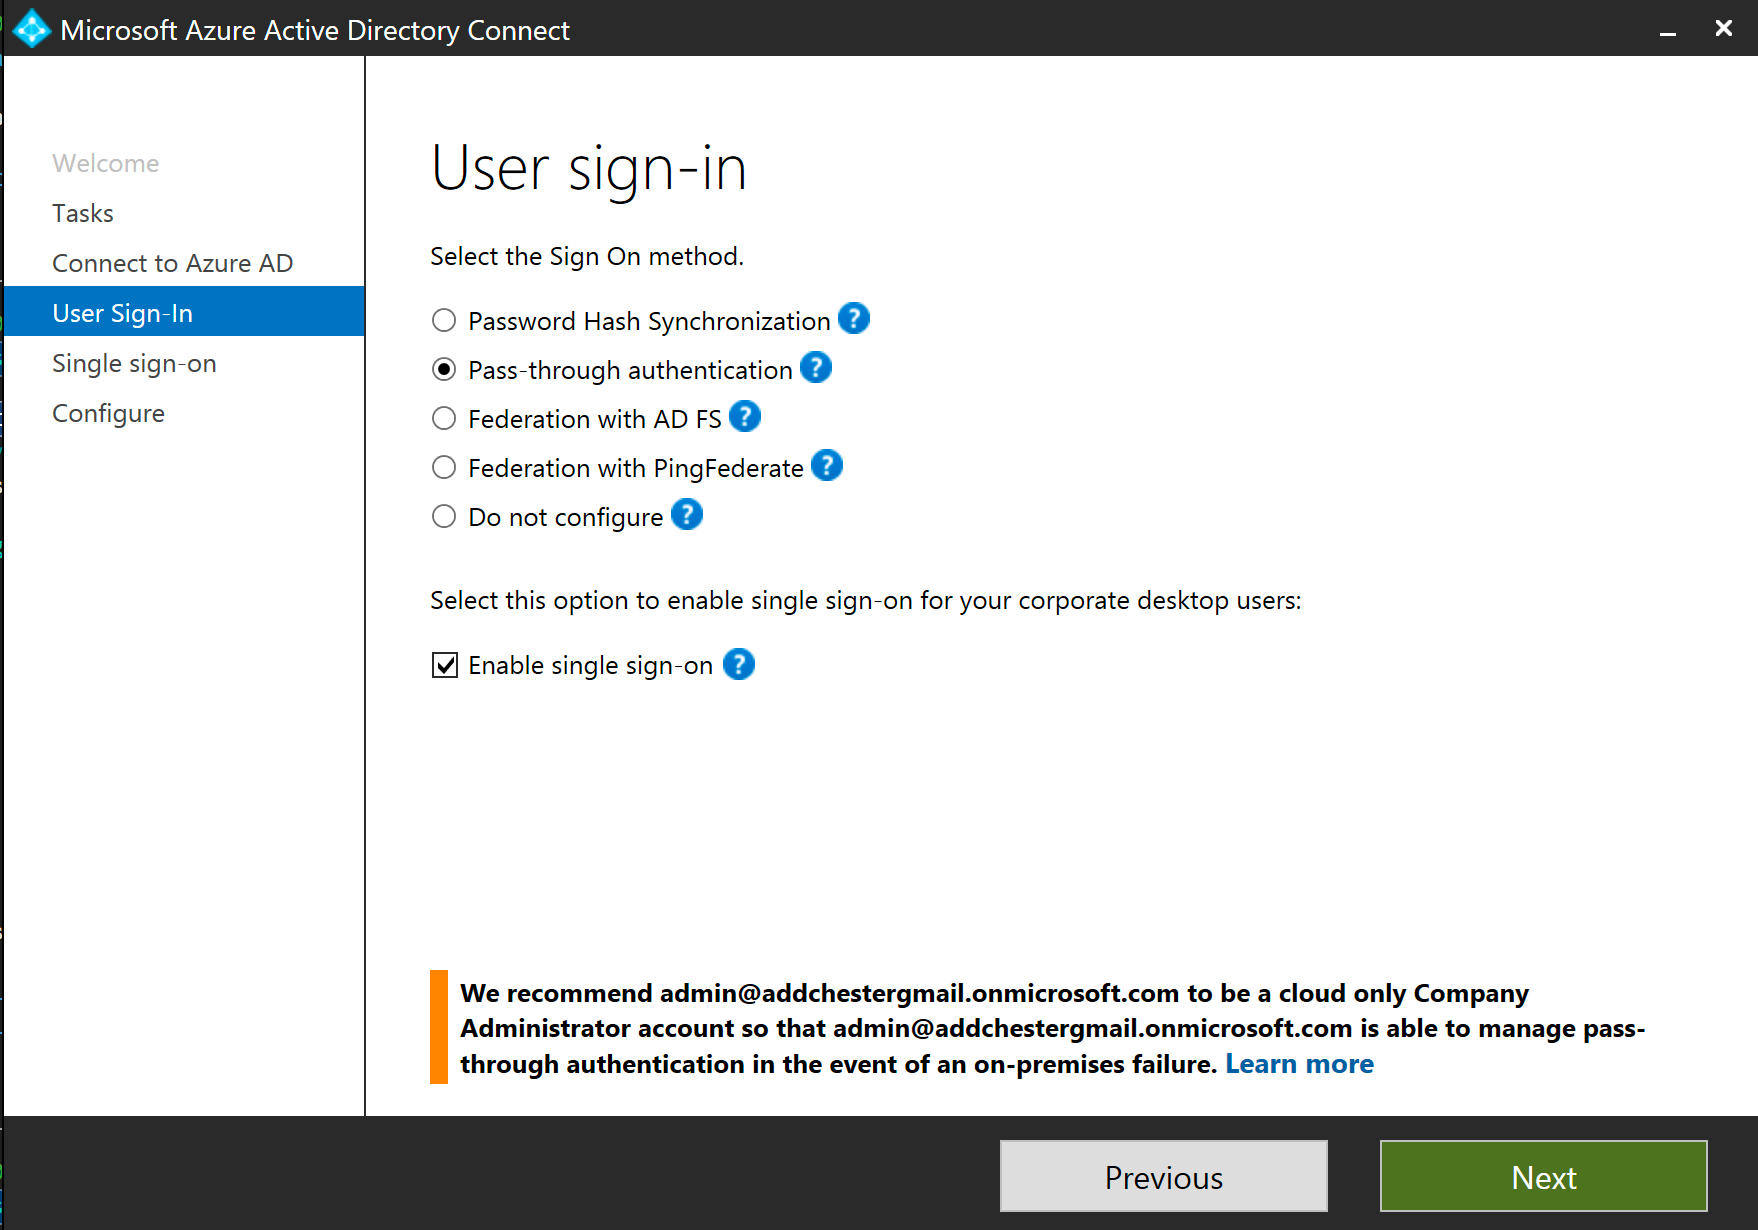 Microsoft Azure Active Directory Connect
Welcome
Tasks
Connect to Azure AD
User Sign-In
Single sign-on
Configure
User sign-in
Select the Sign On method.
Password Hash Synchronization ?
Pass-through authentication ?
Federation with AD FS ?
Federation with PingFederate ?
Do not configure ?
Select this option to enable single sign-on for your corporate desktop users:
Enable single sign-on ?
We recommend admin@addchestergmail.onmicrosoft.com to be a cloud only Company
Administrator account so that admin@addchestergmail.onmicrosoft.com is able to manage pass-
through authentication in the event of an on-premises failure. Learn more
Previous
Next